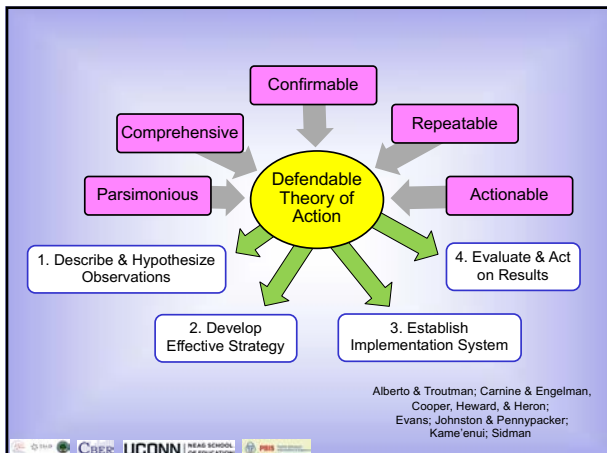 Confirmable
Comprehensive
Repeatable
Parsimonious
Defendable
Theory of
Action
Actionable
1. Describe & Hypothesize
Observations
4. Evaluate & Act
on Results
2. Develop
Effective Strategy
3. Establish
Implementation System
Alberto & Troutman; Carnine & Engelman,
Cooper, Heward, & Heron;
Evans; Johnston & Pennypacker;
Kame'enui; Sidman
CBER
UCONN
NEAG SCHOOL
OF EDUCATION
PBIS